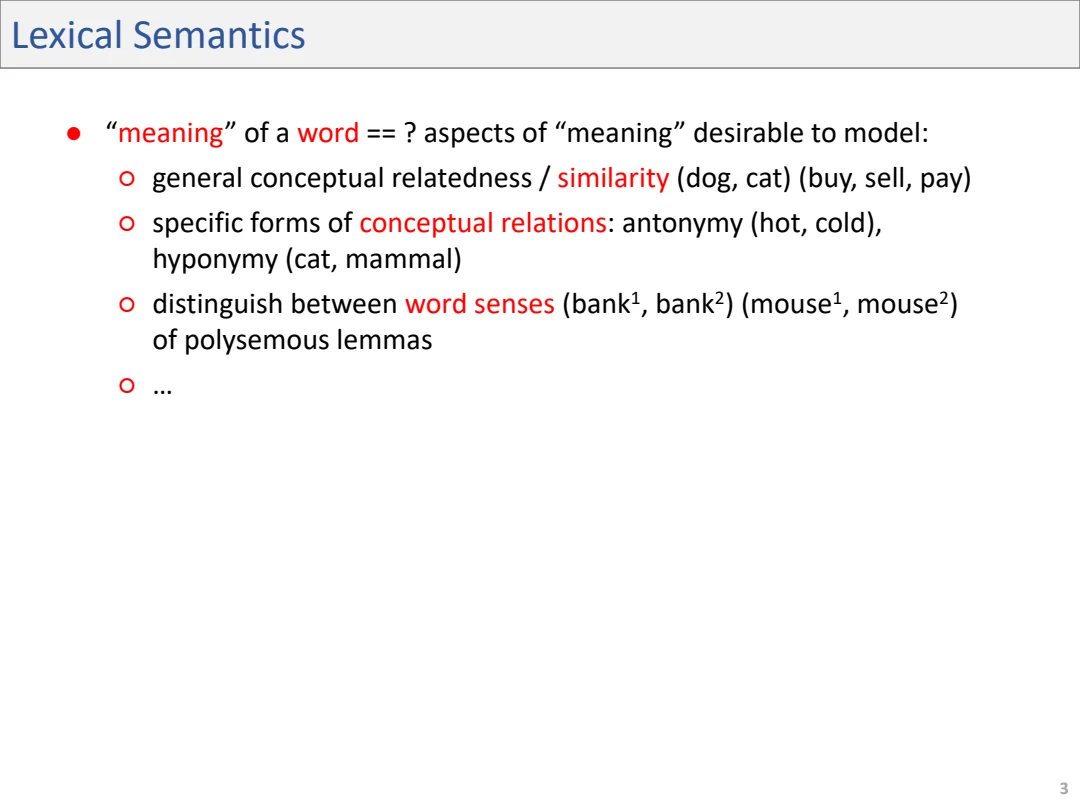 Lexical Semantics
● “meaning” of a word == ? aspects of “meaning” desirable to model:
○ general conceptual relatedness / similarity (dog, cat) (buy, sell, pay)
○ specific forms of conceptual relations: antonymy (hot, cold),
hyponymy (cat, mammal)
○ distinguish between word senses (bank¹, bank²) (mouse¹, mouse²)
of polysemous lemmas
○ …
3